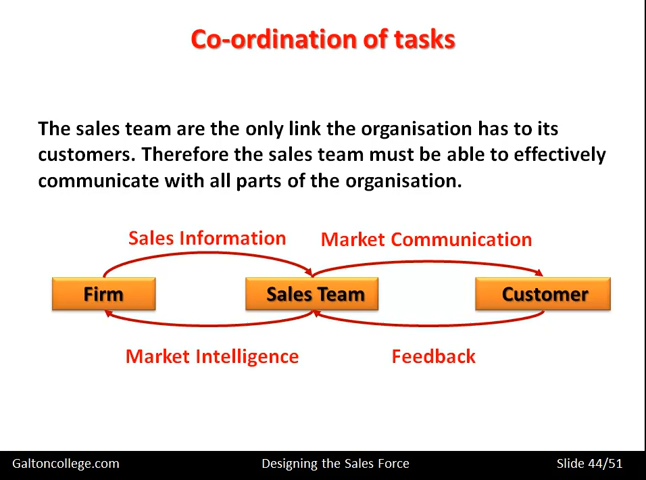 Co-ordination of tasks
The sales team are the only link the organisation has to its
customers. Therefore the sales team must be able to effectively
communicate with all parts of the organisation.
Sales Information
Market Communication
Firm
Sales Team
Customer
Market Intelligence
Feedback
Galtoncollege.com
Designing the Sales Force
Slide 44/51